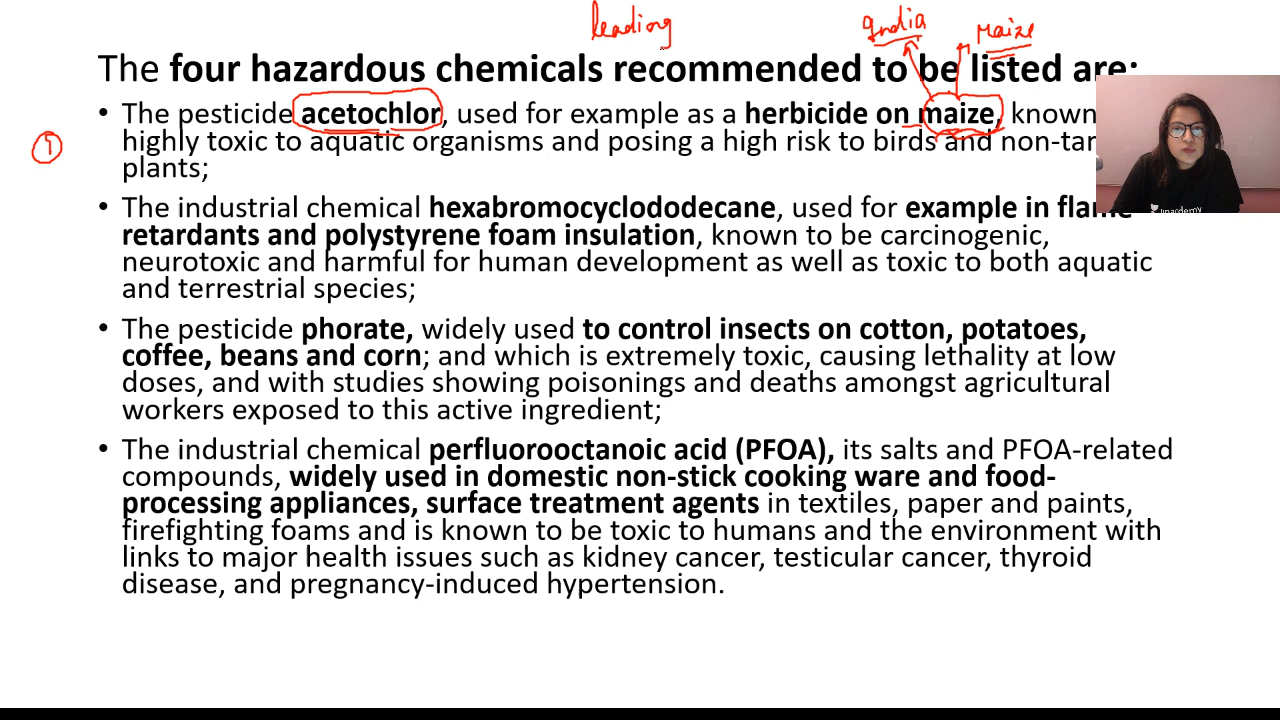 leading India Maize
The four hazardous chemicals recommended to be listed are:
• The pesticide acetochlor, used for example as a herbicide on maize, known
① highly toxic to aquatic organisms and posing a high risk to birds and non-tar
plants;
• The industrial chemical hexabromocyclododecane, used for example in flame
retardants and polystyrene foam insulation, known to be carcinogenic,
neurotoxic and harmful for human development as well as toxic to both aquatic
and terrestrial species;
• The pesticide phorate, widely used to control insects on cotton, potatoes,
coffee, beans and corn; and which is extremely toxic, causing lethality at low
doses, and with studies showing poisonings and deaths amongst agricultural
workers exposed to this active ingredient;
• The industrial chemical perfluorooctanoic acid (PFOA), its salts and PFOA-related
compounds, widely used in domestic non-stick cooking ware and food-
processing appliances, surface treatment agents in textiles, paper and paints,
firefighting foams and is known to be toxic to humans and the environment with
links to major health issues such as kidney cancer, testicular cancer, thyroid
disease, and pregnancy-induced hypertension.